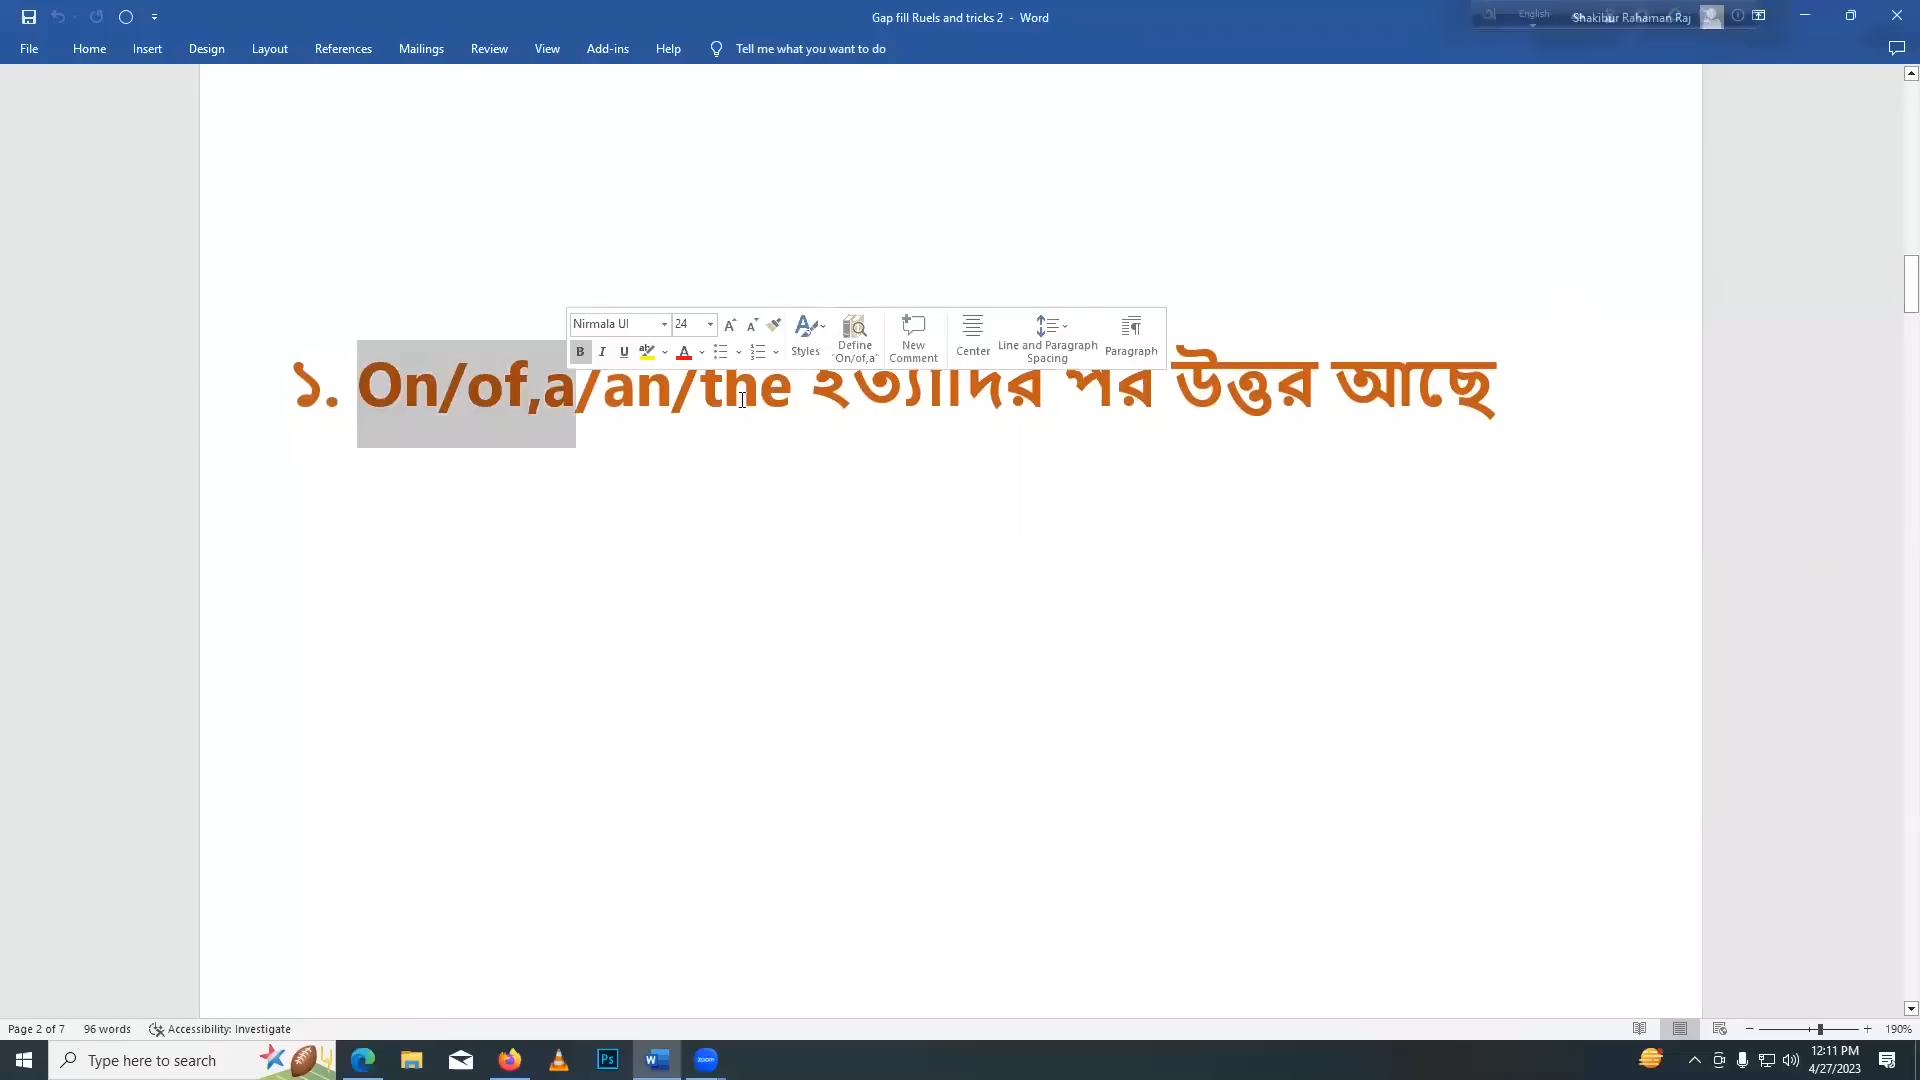 Gap fill Ruels and tricks 2 - Word
English
Shakibur Rahaman Raj
File Home Insert Design Layout References Mailings Review View Add-ins Help Tell me what you want to do
Nirmala UI 24
Styles Define "On/of,a" New Comment Center Line and Paragraph Spacing Paragraph
১. On/of,a/an/the ইত্যাদির পর উত্তর আছে
Page 2 of 7 96 words Accessibility: Investigate 190%
Type here to search
12:11 PM
4/27/2023